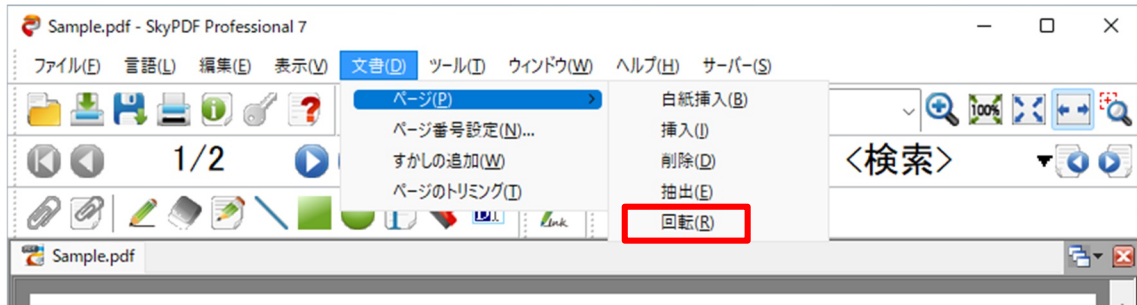 Sample.pdf - SkyPDF Professional 7
ファイル(F) 言語(L) 編集(E) 表示(V) 文書(D) ツール(T) ウィンドウ(W) ヘルプ(H) サーバー(S)
ページ(P)
白紙挿入(B)
100%
ページ番号設定(N)...
挿入(I)
1/2
すかしの追加(W)
削除(D)
<検索>
ページのトリミング(T)
抽出(E)
Link
回転(R)
Sample.pdf